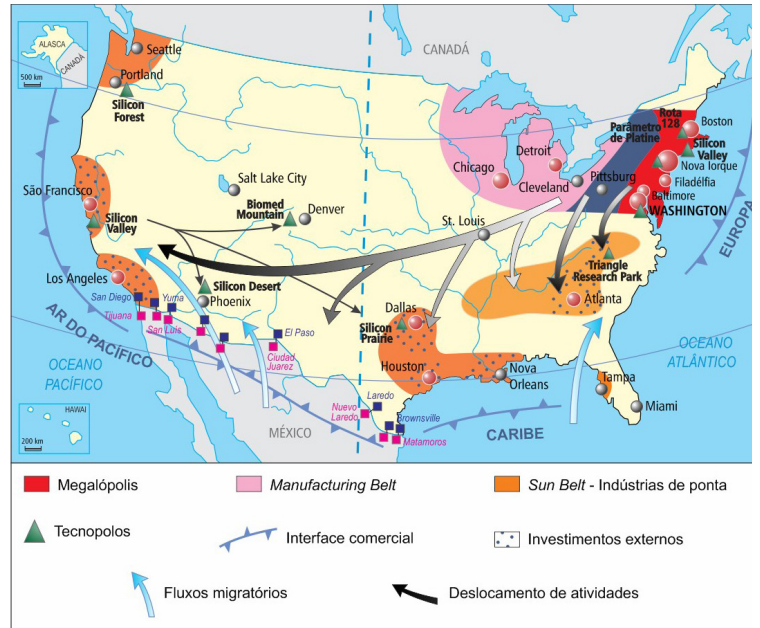 ALASCA
CANADÁ
500 km
CANADÁ
Seattle
Portland
Silicon
Forest
Rota
128
Boston
Parâmetro
de Platine
Silicon
Valley
Nova Iorque
Detroit
Chicago
Cleveland
Pittsburg
Filadélfia
Baltimore
WASHINGTON
EUROPA
Salt Lake City
São Francisco
Silicon
Valley
Biomed
Mountain
Denver
St. Louis
Triangle
Research Park
Los Angeles
Silicon Desert
Phoenix
San Diego
Yuma
Tijuana
San Luis
Dallas
Silicon
Prairie
Atlanta
El Paso
Ciudad
Juarez
AR DO PACÍFICO
OCEANO
PACÍFICO
OCEANO
ATLÂNTICO
Houston
Nova
Orleans
Tampa
Miami
Laredo
Nuevo
Laredo
Brownsville
Matamoros
HAWAI
200 km
MÉXICO
CARIBE
Megalópolis
Manufacturing Belt
Sun Belt - Indústrias de ponta
Tecnopolos
Interface comercial
Investimentos externos
Fluxos migratórios
Deslocamento de atividades